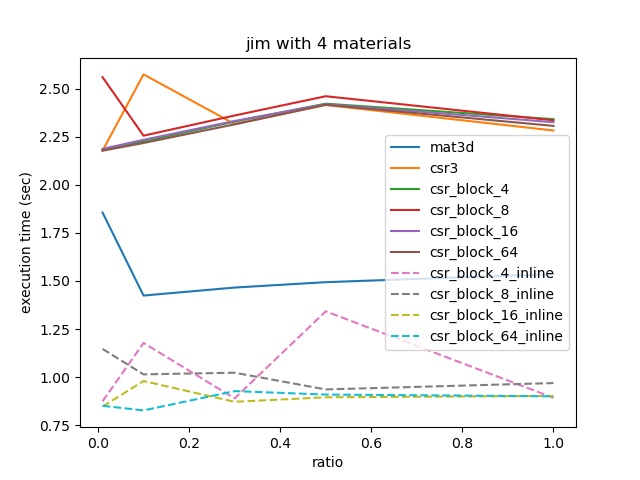 jim with 4 materials
execution time (sec)
2.50
2.25
2.00
1.75
1.50
1.25
1.00
0.75
mat3d
csr3
csr_block_4
csr_block_8
csr_block_16
csr_block_64
csr_block_4_inline
csr_block_8_inline
csr_block_16_inline
csr_block_64_inline
0.0 0.2 0.4 0.6 0.8 1.0
ratio